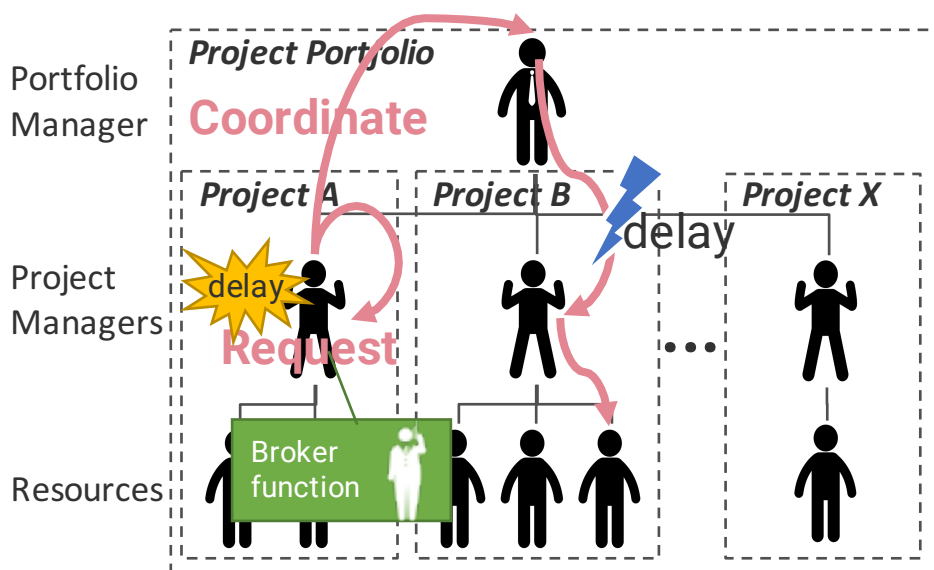 Portfolio
Manager
Project Portfolio
Coordinate
Project A
Project B
Project X
delay
Project
Managers
delay
Request
Resources
Broker
function